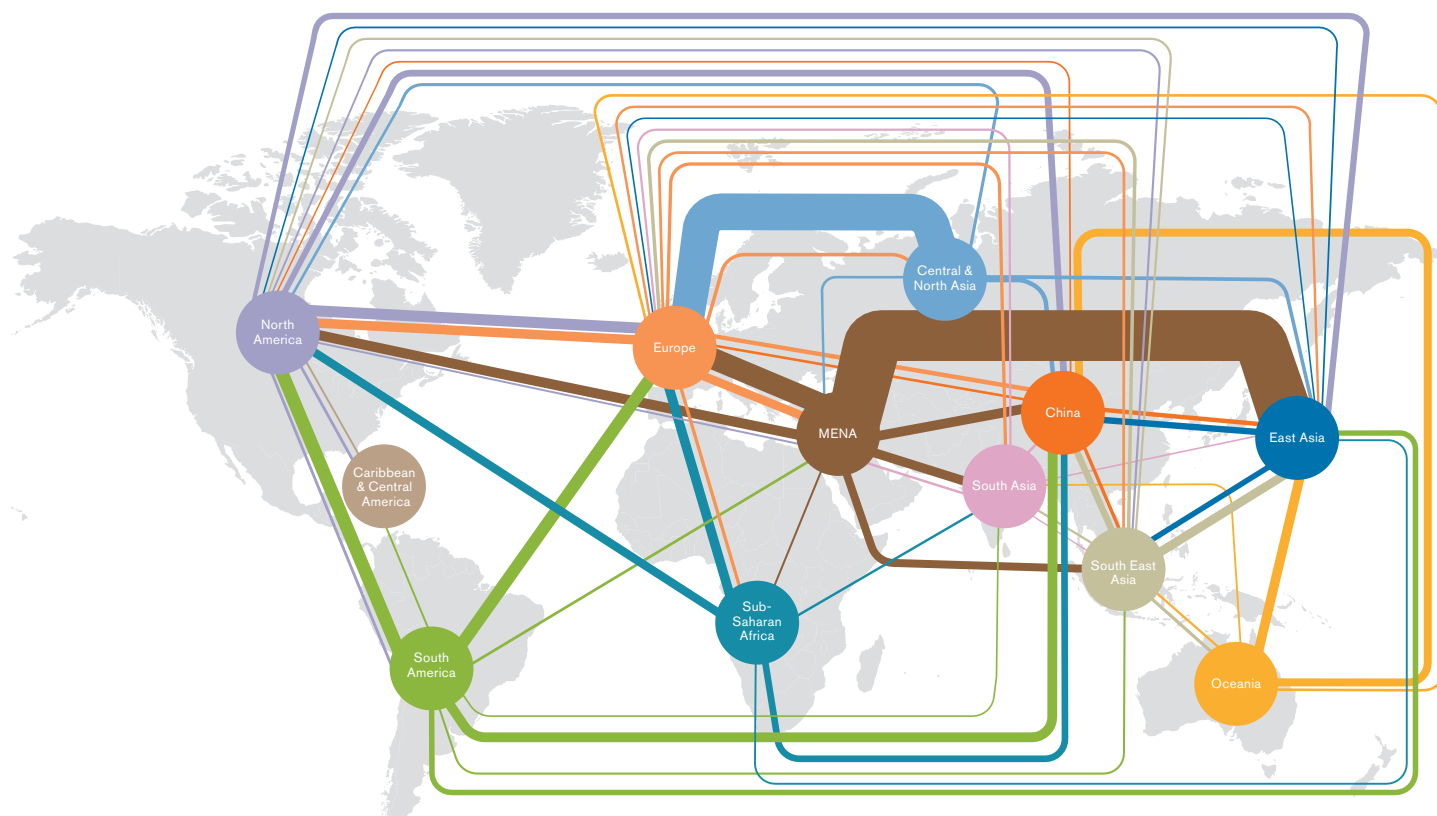 Central &
North Asia
North
America
Europe
China
MENA
East Asia
Caribbean
& Central
America
South Asia
South East
Asia
Sub-
Saharan
Africa
South
America
Oceania